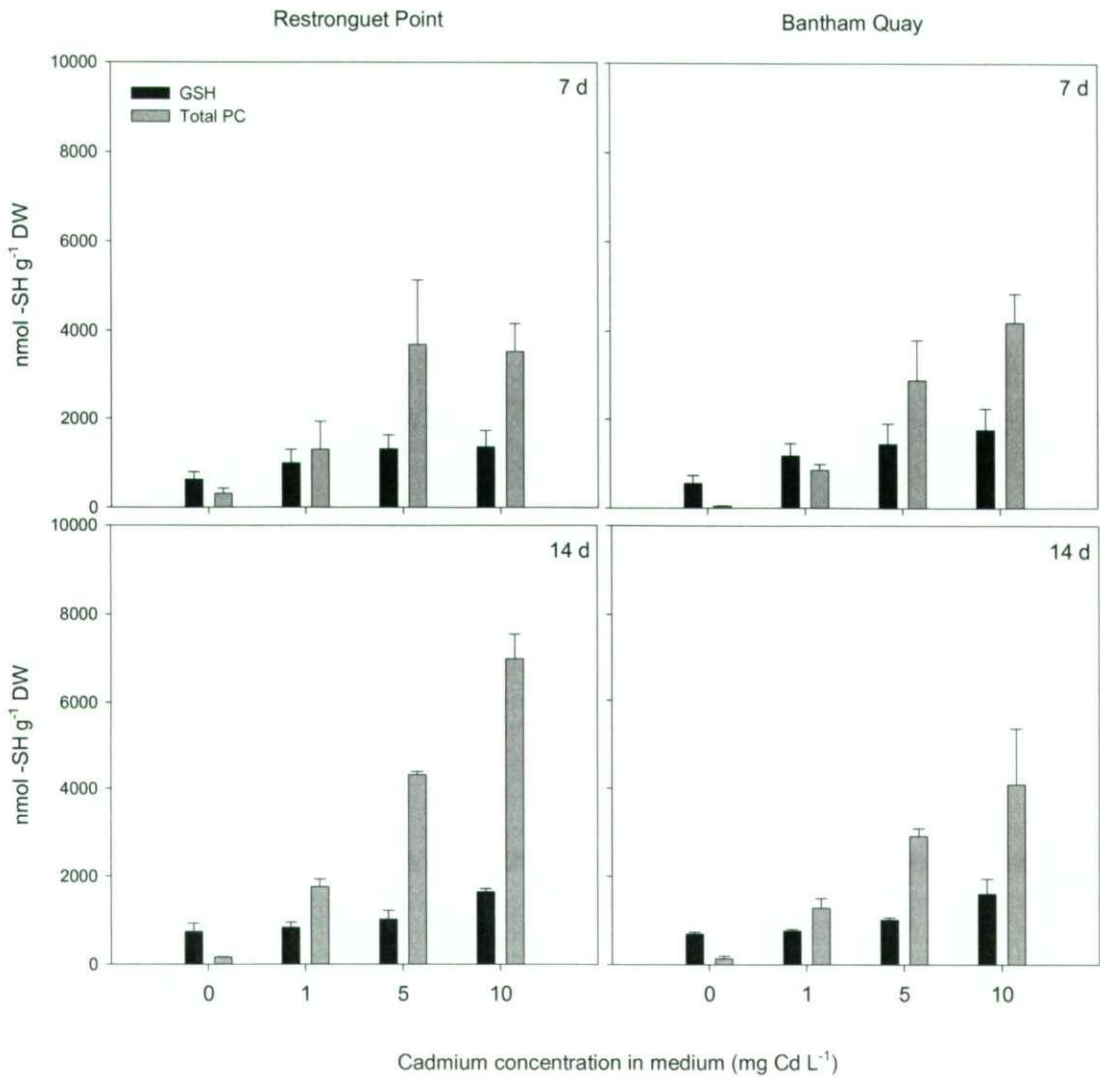 Restronguet Point
Bantham Quay
10000
8000
6000
4000
2000
0
nmol -SH g⁻¹ DW
GSH
Total PC
7 d
7 d
10000
8000
6000
4000
2000
0
nmol -SH g⁻¹ DW
14 d
14 d
0 1 5 10
0 1 5 10
Cadmium concentration in medium (mg Cd L⁻¹)